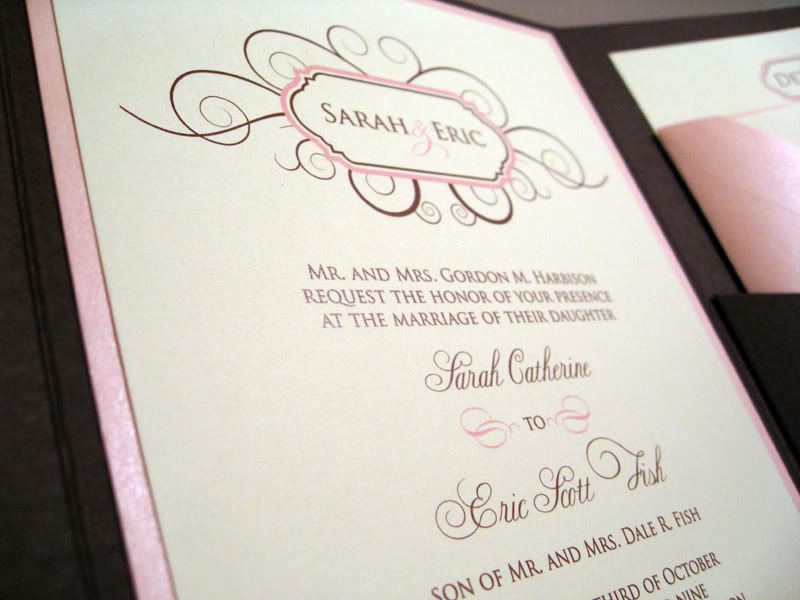 SARAH & ERIC
MR. AND MRS. GORDON M. HARBISON
REQUEST THE HONOR OF YOUR PRESENCE
AT THE MARRIAGE OF THEIR DAUGHTER
Sarah Catherine
TO
Eric Scott Fish
SON OF MR. AND MRS. DALE R. FISH
THIRD OF OCTOBER
NINE